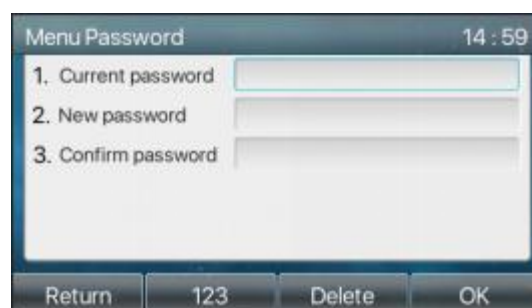 Menu Password 14 : 59
1. Current password
2. New password
3. Confirm password
Return 123 Delete OK